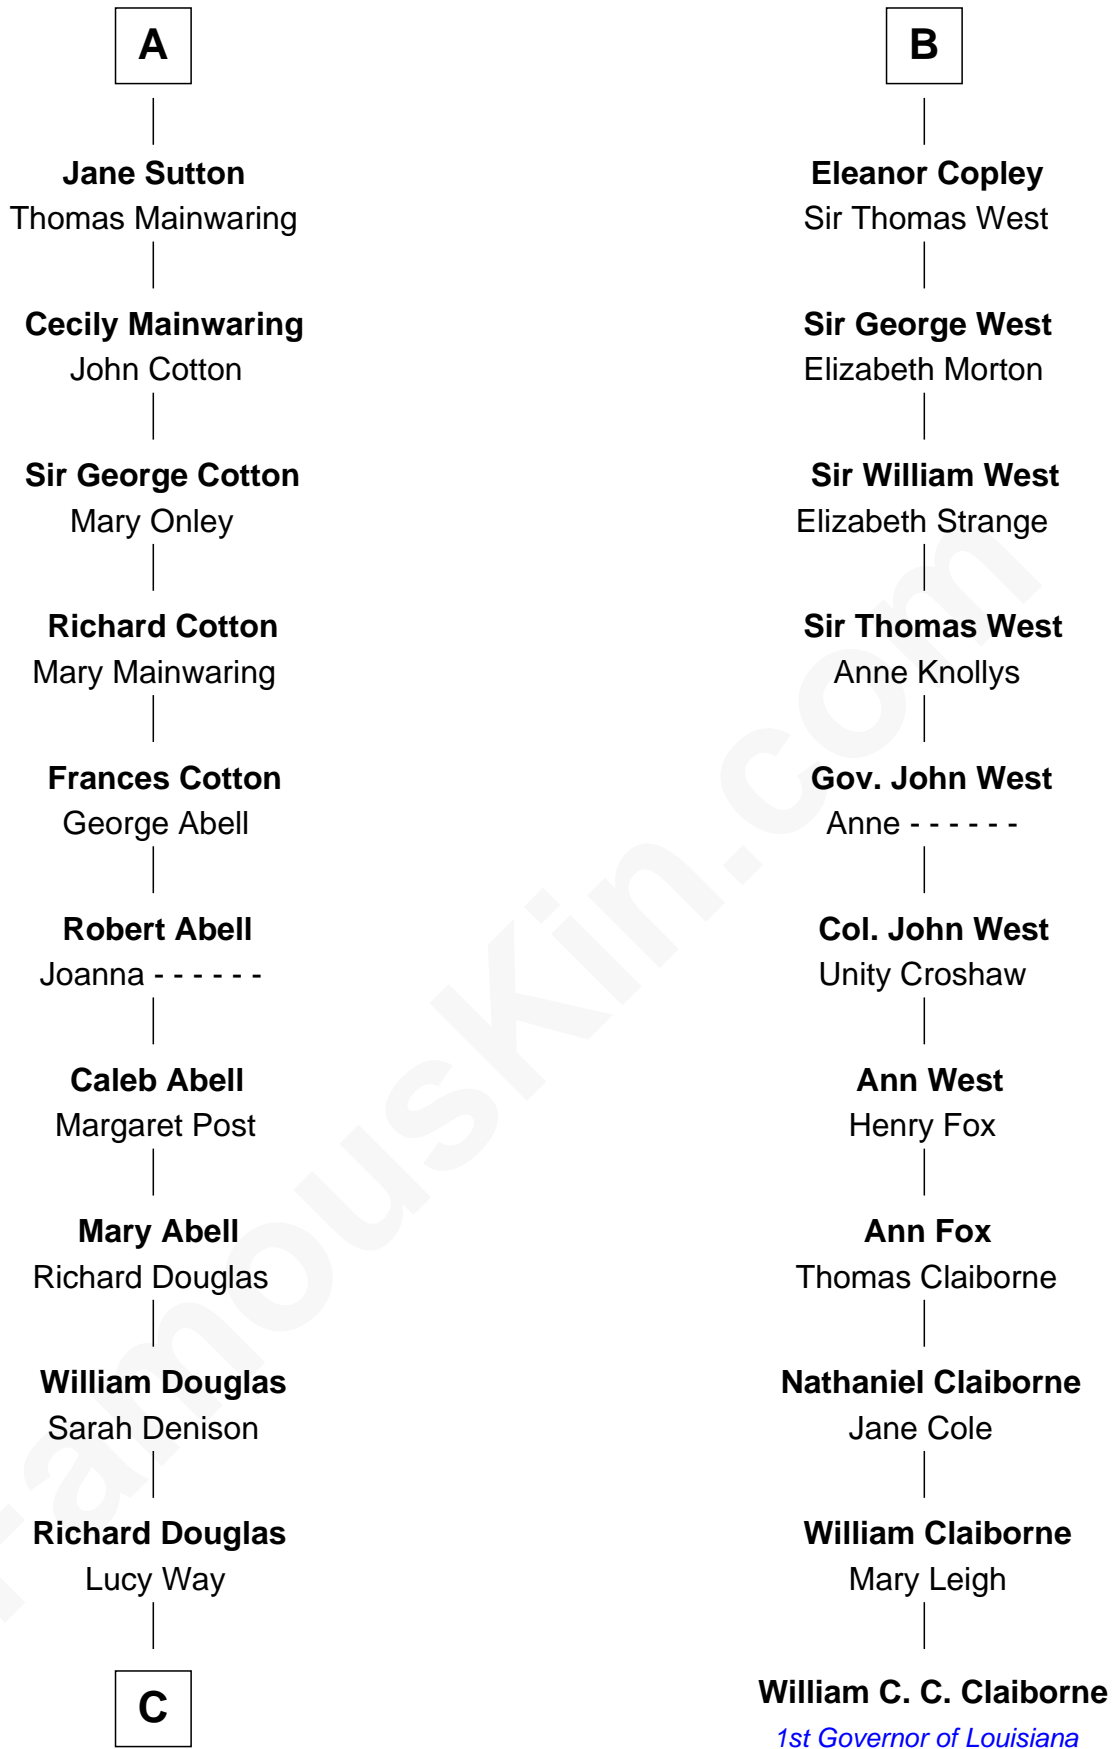 A
B
Jane Sutton
Thomas Mainwaring
Eleanor Copley
Sir Thomas West
Cecily Mainwaring
John Cotton
Sir George West
Elizabeth Morton
Sir George Cotton
Mary Onley
Sir William West
Elizabeth Strange
Richard Cotton
Mary Mainwaring
Sir Thomas West
Anne Knollys
Frances Cotton
George Abell
Gov. John West
Anne - - - - - -
Robert Abell
Joanna - - - - - -
Col. John West
Unity Croshaw
Caleb Abell
Margaret Post
Ann West
Henry Fox
Mary Abell
Richard Douglas
Ann Fox
Thomas Claiborne
William Douglas
Sarah Denison
Nathaniel Claiborne
Jane Cole
Richard Douglas
Lucy Way
William Claiborne
Mary Leigh
C
William C. C. Claiborne
1st Governor of Louisiana
FamousKin.com